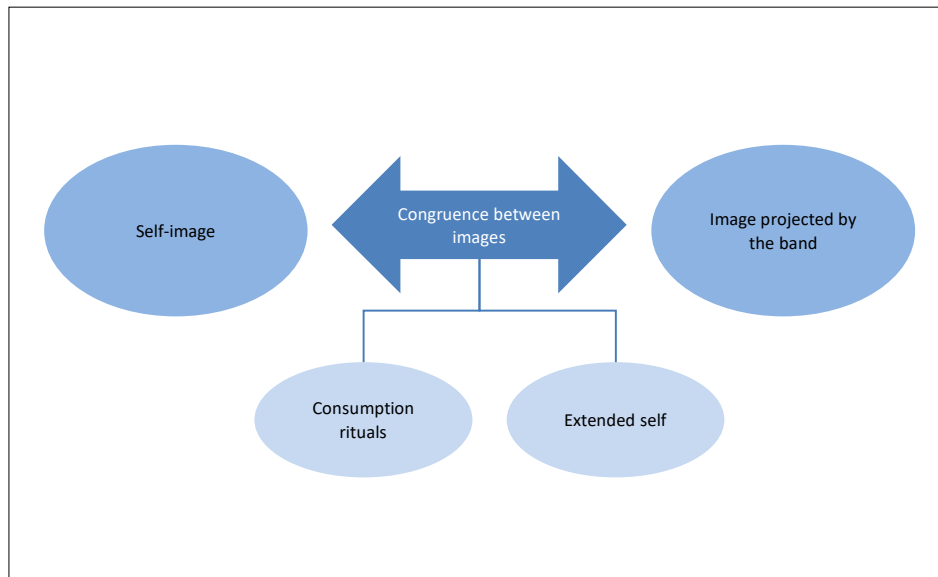 Self-image
Congruence between
images
Image projected by
the band
Consumption
rituals
Extended self